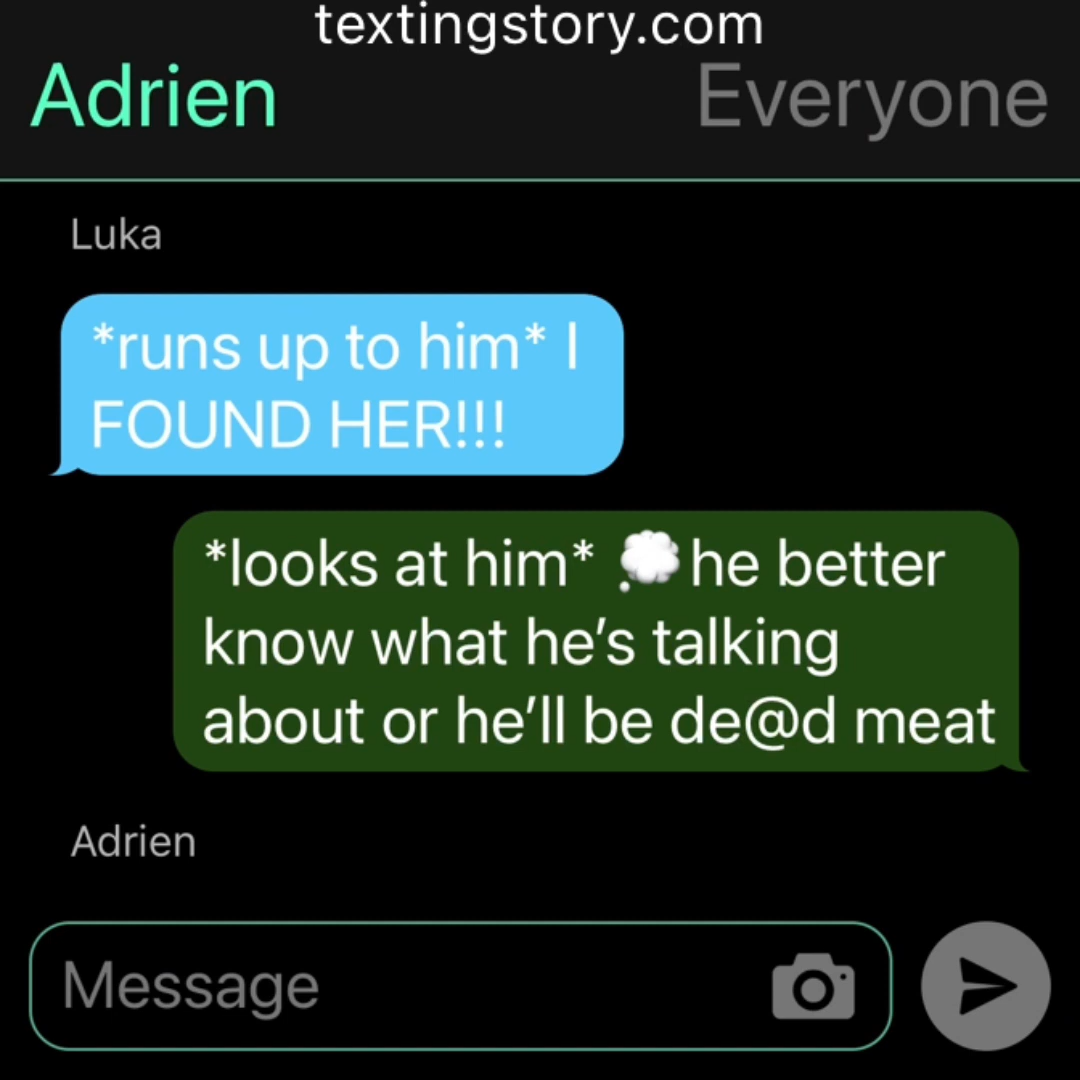 textingstory.com
Adrien Everyone
Luka
*runs up to him* I
FOUND HER!!!
*looks at him* 💭he better
know what he’s talking
about or he’ll be de@d meat
Adrien
Message